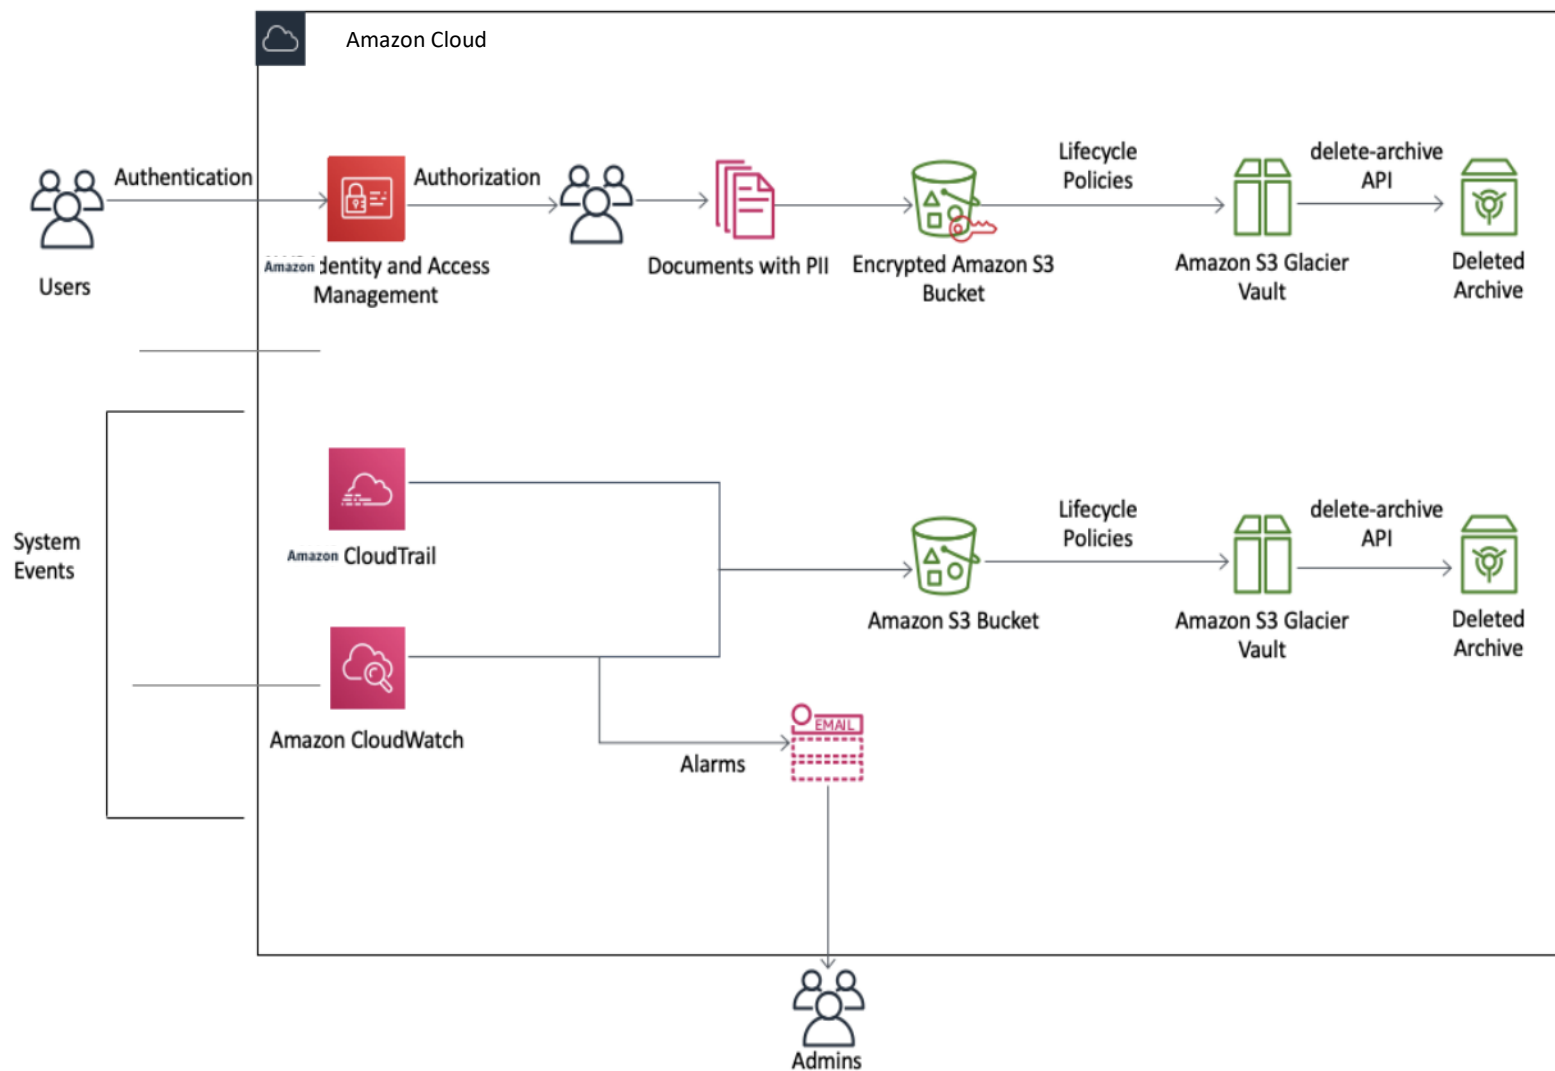 Amazon Cloud
Authentication
Authorization
Lifecycle
Policies
delete-archive
API
Users
Amazon dentity and Access
Management
Documents with PII
Encrypted Amazon S3
Bucket
Amazon S3 Glacier
Vault
Deleted
Archive
System
Events
Amazon CloudTrail
Lifecycle
Policies
delete-archive
API
Amazon S3 Bucket
Amazon S3 Glacier
Vault
Deleted
Archive
Amazon CloudWatch
EMAIL
Alarms
Admins